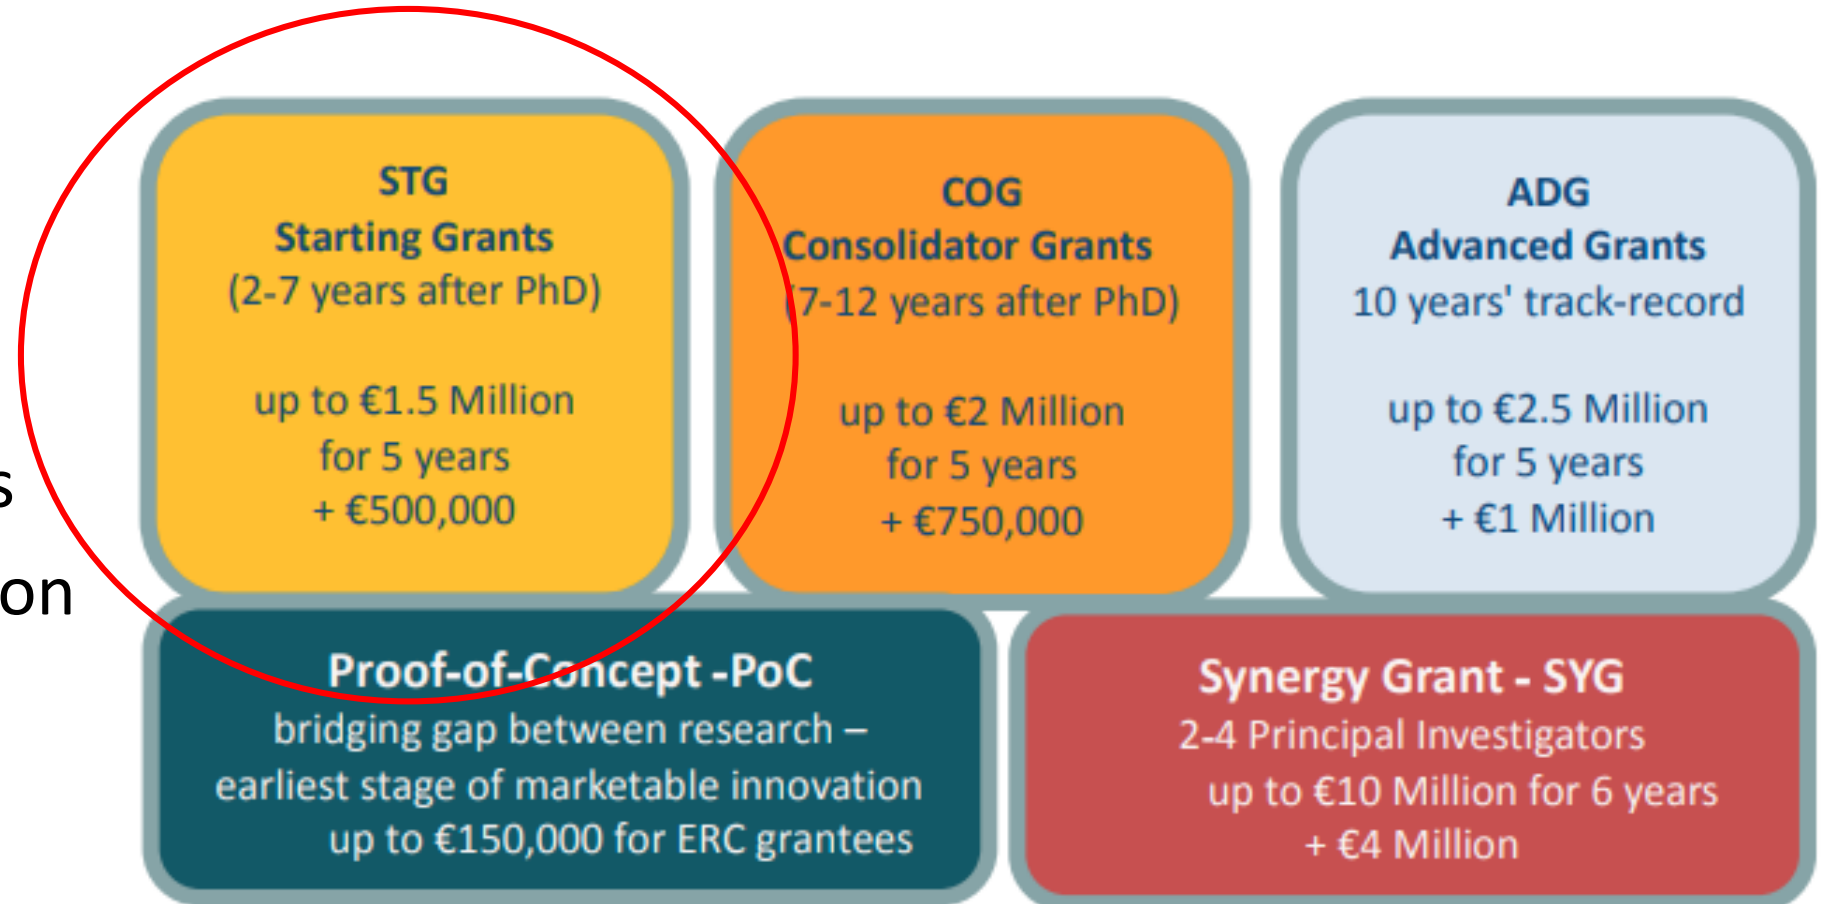 STG
Starting Grants
(2-7 years after PhD)
up to €1.5 Million
for 5 years
+ €500,000
COG
Consolidator Grants
(7-12 years after PhD)
up to €2 Million
for 5 years
+ €750,000
ADG
Advanced Grants
10 years' track-record
up to €2.5 Million
for 5 years
+ €1 Million
s
on
Proof-of-Concept -PoC
bridging gap between research –
earliest stage of marketable innovation
up to €150,000 for ERC grantees
Synergy Grant - SYG
2-4 Principal Investigators
up to €10 Million for 6 years
+ €4 Million